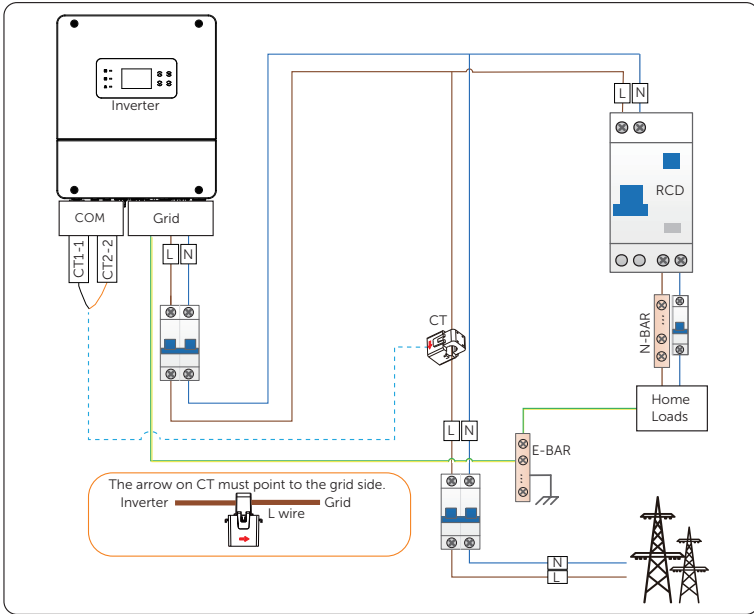 Inverter
L
N
RCD
COM
Grid
CT1-1
CT2-2
L
N
CT
N-BAR
Home
Loads
L
N
E-BAR
The arrow on CT must point to the grid side.
Inverter
Grid
L wire
N
L